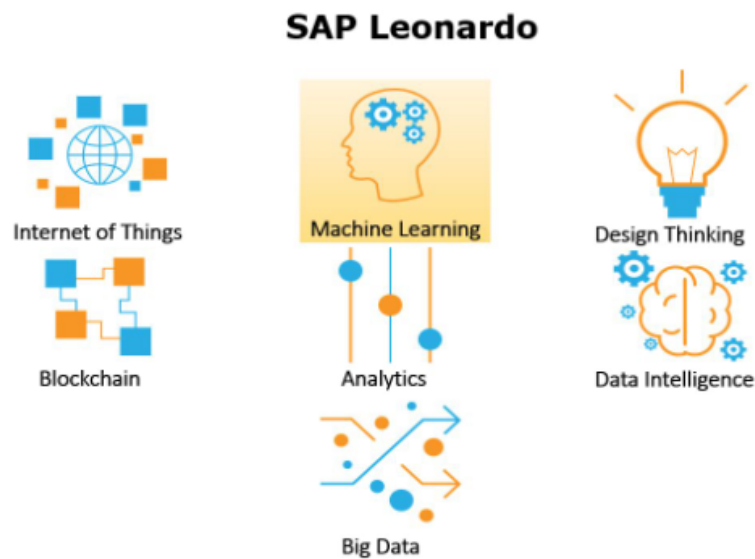 SAP Leonardo
Internet of Things
Machine Learning
Design Thinking
Blockchain
Analytics
Data Intelligence
Big Data